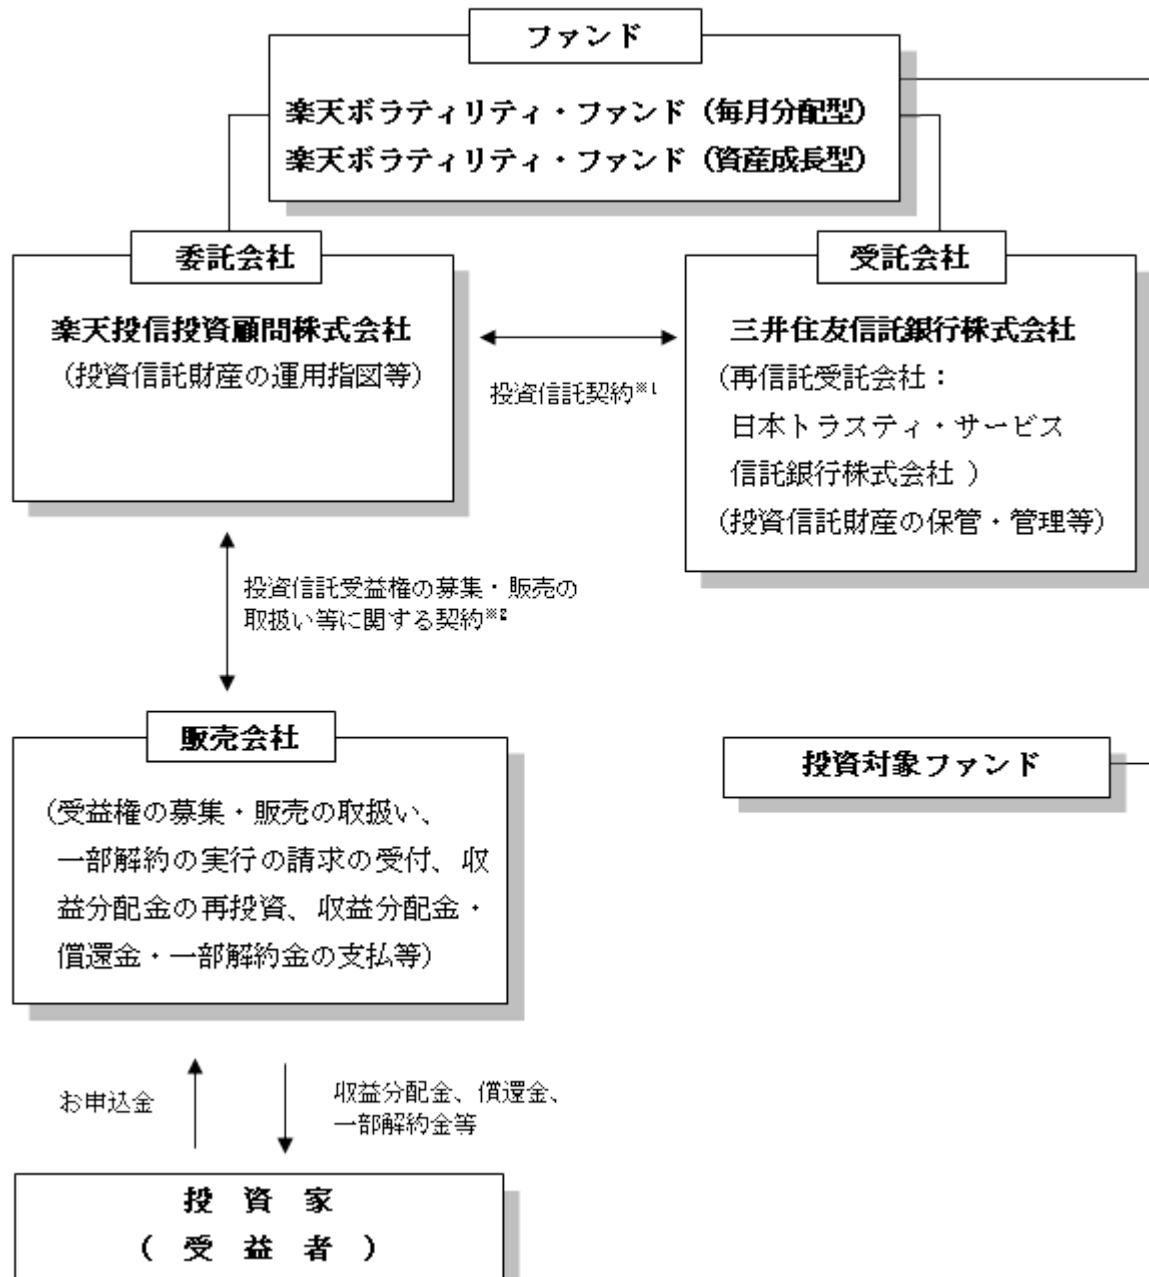 ファンド
楽天ボラティリティ・ファンド（毎月分配型）
楽天ボラティリティ・ファンド（資産成長型）
委託会社
楽天投信投資顧問株式会社
（投資信託財産の運用指図等）
投資信託契約※1
受託会社
三井住友信託銀行株式会社
（再信託受託会社：
日本トラスティ・サービス
信託銀行株式会社 ）
（投資信託財産の保管・管理等）
投資信託受益権の募集・販売の
取扱い等に関する契約※2
販売会社
（受益権の募集・販売の取扱い、
一部解約の実行の請求の受付、収
益分配金の再投資、収益分配金・
償還金・一部解約金の支払等）
投資対象ファンド
お申込金
収益分配金、償還金、
一部解約金等
投 資 家
（ 受 益 者 ）